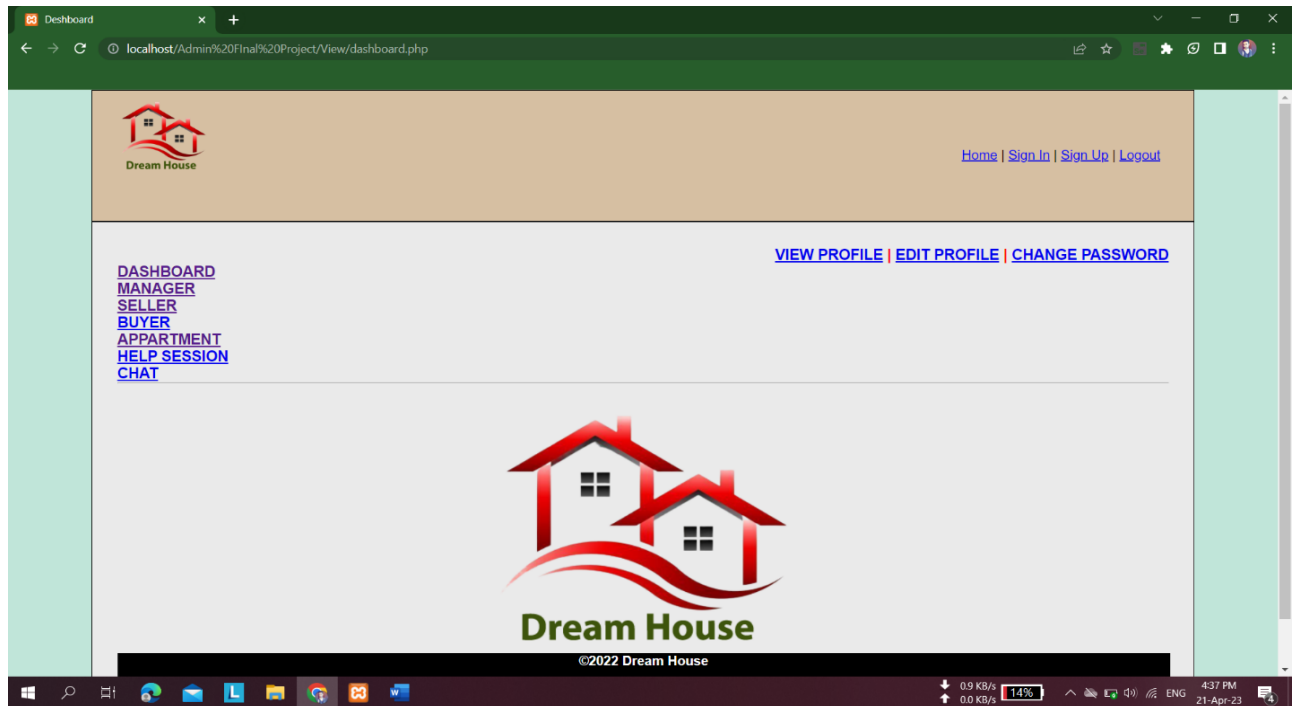 Deshboard
localhost/Admin%20FInal%20Project/View/dashboard.php
Dream House
Home | Sign In | Sign Up | Logout
VIEW PROFILE | EDIT PROFILE | CHANGE PASSWORD
DASHBOARD
MANAGER
SELLER
BUYER
APPARTMENT
HELP SESSION
CHAT
Dream House
©2022 Dream House
0.9 KB/s
0.0 KB/s
14%
ENG
4:37 PM
21-Apr-23
4